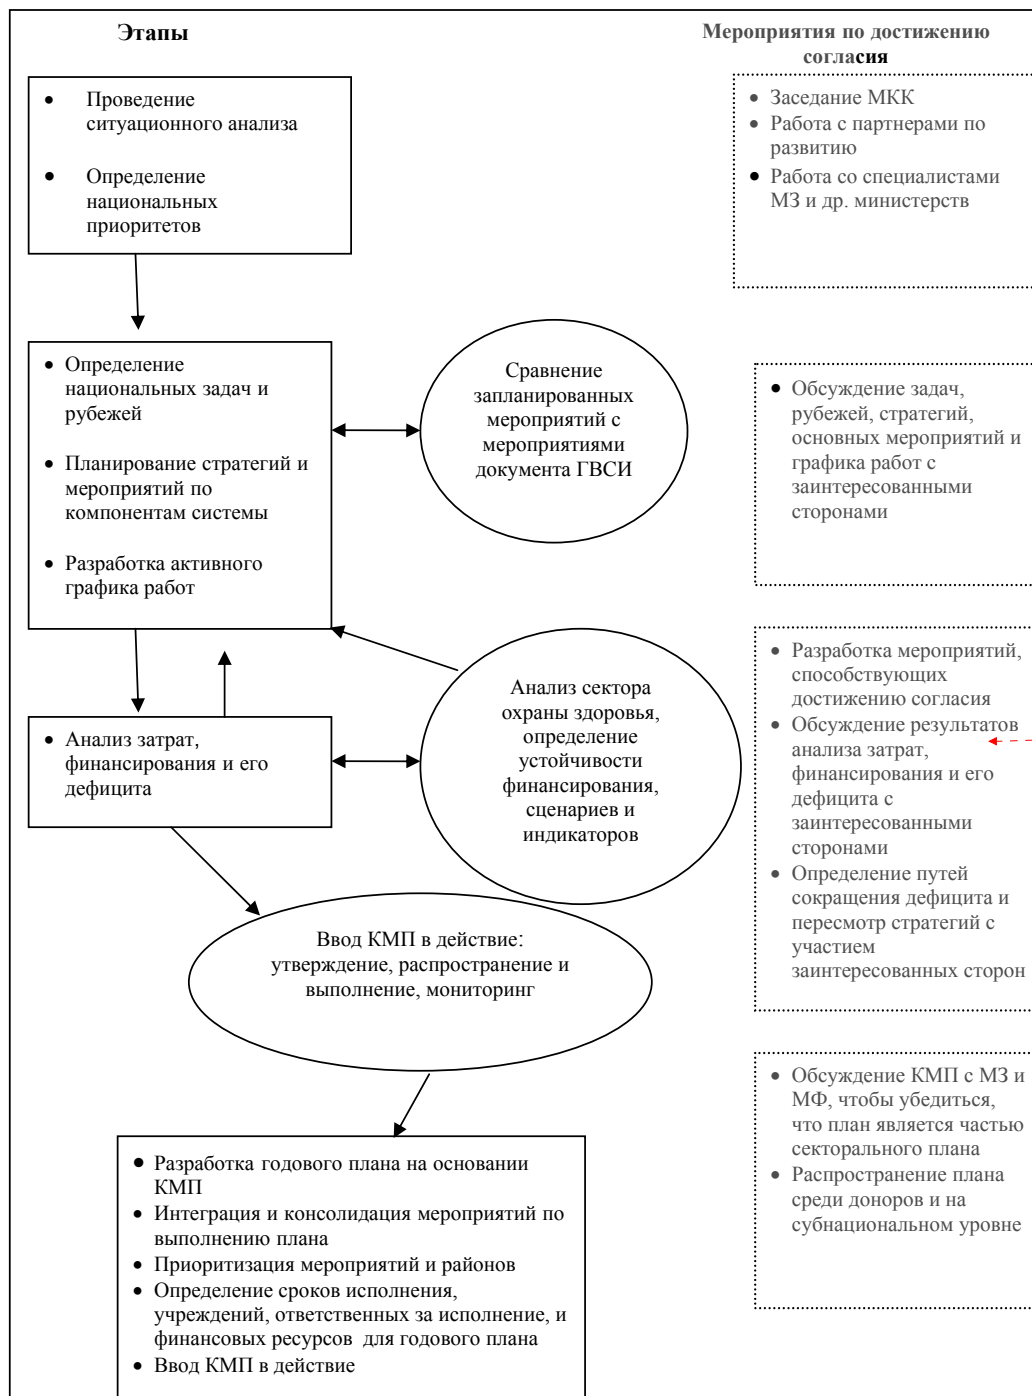 Этапы
Мероприятия по достижению
согласия
• Проведение
ситуационного анализа
• Определение
национальных
приоритетов
• Заседание МКК
• Работа с партнерами по
развитию
• Работа со специалистами
МЗ и др. министерств
• Определение
национальных задач и
рубежей
• Планирование стратегий и
мероприятий по
компонентам системы
• Разработка активного
графика работ
Сравнение
запланированных
мероприятий с
мероприятиями
документа ГВСИ
• Обсуждение задач,
рубежей, стратегий,
основных мероприятий и
графика работ с
заинтересованными
сторонами
• Анализ затрат,
финансирования и его
дефицита
Анализ сектора
охраны здоровья,
определение
устойчивости
финансирования,
сценариев и
индикаторов
• Разработка мероприятий,
способствующих
достижению согласия
• Обсуждение результатов
анализа затрат,
финансирования и его
дефицита с
заинтересованными
сторонами
• Определение путей
сокращения дефицита и
пересмотр стратегий с
участием
заинтересованных сторон
Ввод КМП в действие:
утверждение, распространение и
выполнение, мониторинг
• Обсуждение КМП с МЗ и
МФ, чтобы убедиться,
что план является частью
секторального плана
• Распространение плана
среди доноров и на
субнациональном уровне
• Разработка годового плана на основании
КМП
• Интеграция и консолидация мероприятий по
выполнению плана
• Приоритизация мероприятий и районов
• Определение сроков исполнения,
учреждений, ответственных за исполнение, и
финансовых ресурсов для годового плана
• Ввод КМП в действие